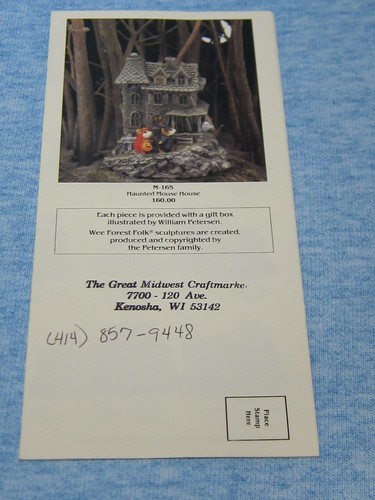 M-165
Haunted Mouse House
160.00
Each piece is provided with a gift box
illustrated by William Petersen.
Wee Forest Folk® sculptures are created,
produced and copyrighted by
the Petersen family.
The Great Midwest Craftmarke
7700 - 120 Ave.
Kenosha, WI 53142
(414) 857-9448
Place
Stamp
Here